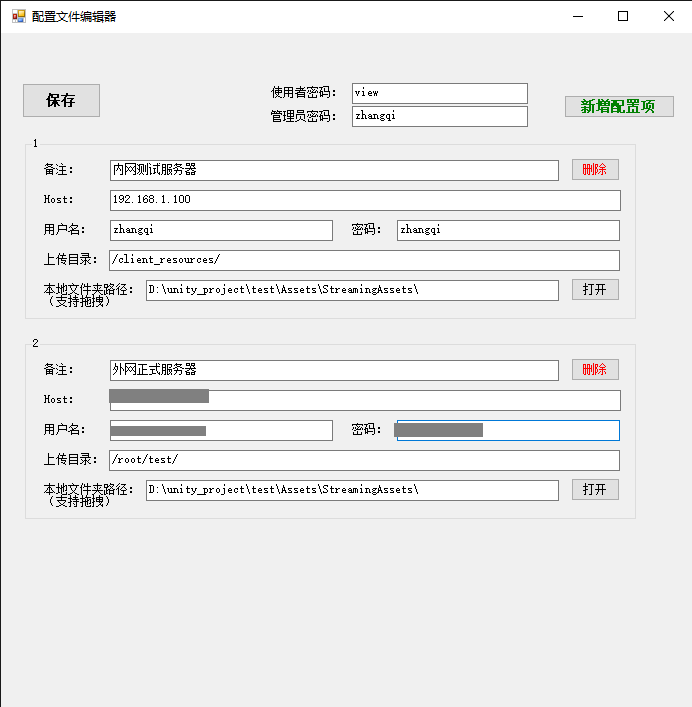 配置文件编辑器
保存
使用者密码： view
管理员密码： zhangqi
新增配置项
1
备注： 内网测试服务器 删除
Host: 192.168.1.100
用户名： zhangqi 密码： zhangqi
上传目录： /client_resources/
本地文件夹路径： D:\unity_project\test\Assets\StreamingAssets\ 打开
（支持拖拽）
2
备注： 外网正式服务器 删除
Host:
用户名： 密码：
上传目录： /root/test/
本地文件夹路径： D:\unity_project\test\Assets\StreamingAssets\ 打开
（支持拖拽）